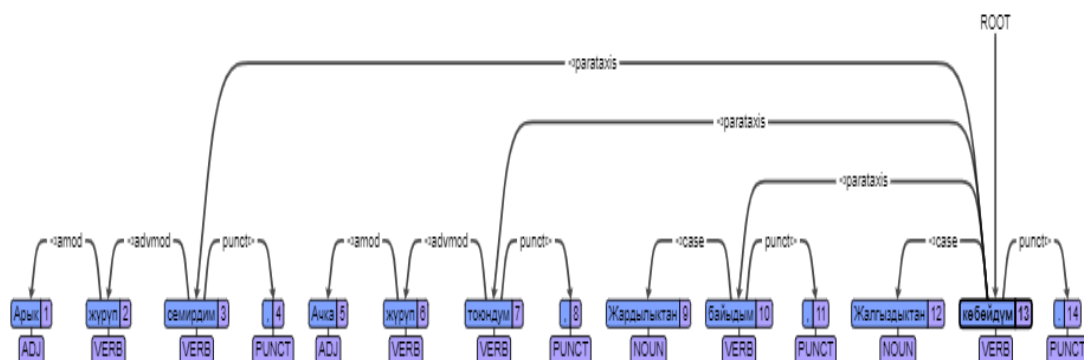 ROOT
◁parataxis
◁parataxis
◁parataxis
◁amod ◁advmod punct▷ ◁amod ◁advmod punct▷ ◁case punct▷ ◁case punct▷
Арык 1 жүрүп 2 семирдим 3 , 4 Ачка 5 жүрүп 6 тоюндум 7 , 8 Жардылыктан 9 байыдым 10 , 11 Жалгыздыктан 12 көбөйдүм 13 . 14
ADJ VERB VERB PUNCT ADJ VERB VERB PUNCT NOUN VERB PUNCT NOUN VERB PUNCT